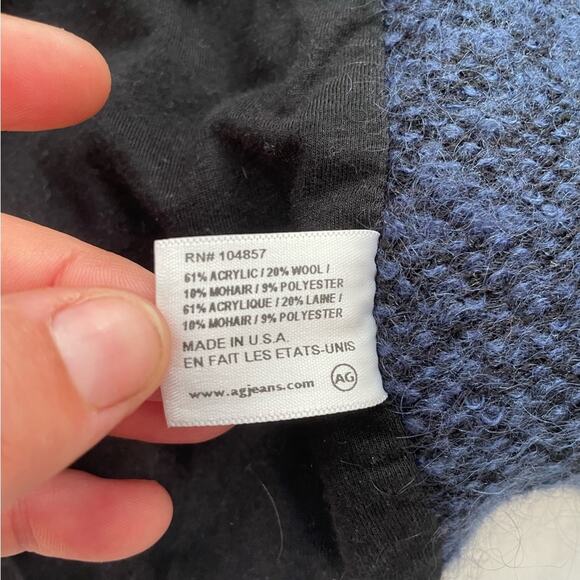 RN# 104857
61% ACRYLIC / 20% WOOL /
10% MOHAIR / 9% POLYESTER
61% ACRYLIQUE / 20% LAINE /
10% MOHAIR / 9% POLYESTER
MADE IN U.S.A.
EN FAIT LES ETATS-UNIS
www.agjeans.com AG